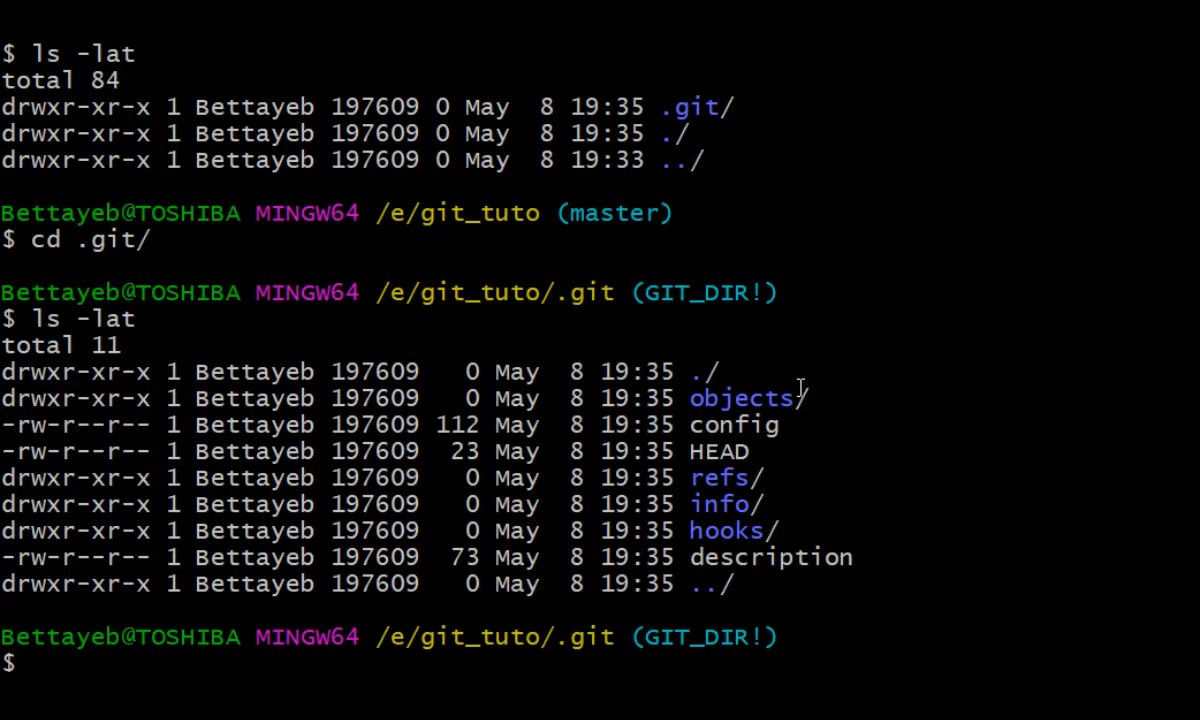 $ ls -lat
total 84
drwxr-xr-x 1 Bettayeb 197609 0 May  8 19:35 .git/
drwxr-xr-x 1 Bettayeb 197609 0 May  8 19:35 ./
drwxr-xr-x 1 Bettayeb 197609 0 May  8 19:33 ../
Bettayeb@TOSHIBA MINGW64 /e/git_tuto (master)
$ cd .git/
Bettayeb@TOSHIBA MINGW64 /e/git_tuto/.git (GIT_DIR!)
$ ls -lat
total 11
drwxr-xr-x 1 Bettayeb 197609   0 May  8 19:35 ./
drwxr-xr-x 1 Bettayeb 197609   0 May  8 19:35 objects/
-rw-r--r-- 1 Bettayeb 197609 112 May  8 19:35 config
-rw-r--r-- 1 Bettayeb 197609  23 May  8 19:35 HEAD
drwxr-xr-x 1 Bettayeb 197609   0 May  8 19:35 refs/
drwxr-xr-x 1 Bettayeb 197609   0 May  8 19:35 info/
drwxr-xr-x 1 Bettayeb 197609   0 May  8 19:35 hooks/
-rw-r--r-- 1 Bettayeb 197609  73 May  8 19:35 description
drwxr-xr-x 1 Bettayeb 197609   0 May  8 19:35 ../
Bettayeb@TOSHIBA MINGW64 /e/git_tuto/.git (GIT_DIR!)
$